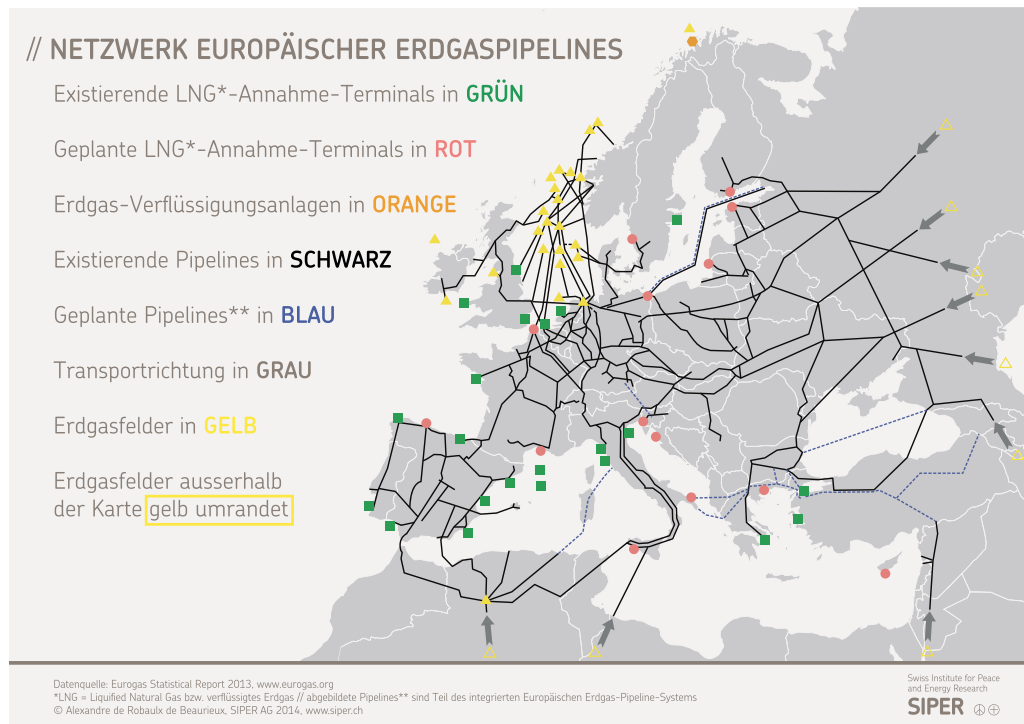 // NETZWERK EUROPÄISCHER ERDGASPIPELINES
Existierende LNG*-Annahme-Terminals in GRÜN
Geplante LNG*-Annahme-Terminals in ROT
Erdgas-Verflüssigungsanlagen in ORANGE
Existierende Pipelines in SCHWARZ
Geplante Pipelines** in BLAU
Transportrichtung in GRAU
Erdgasfelder in GELB
Erdgasfelder ausserhalb
der Karte gelb umrandet
Datenquelle: Eurogas Statistical Report 2013, www.eurogas.org
*LNG = Liquified Natural Gas bzw. verflüssigtes Erdgas // abgebildete Pipelines** sind Teil des integrierten Europäischen Erdgas-Pipeline-Systems
© Alexandre de Robaulx de Beaurieux, SIPER AG 2014, www.siper.ch
Swiss Institute for Peace
and Energy Research
SIPER